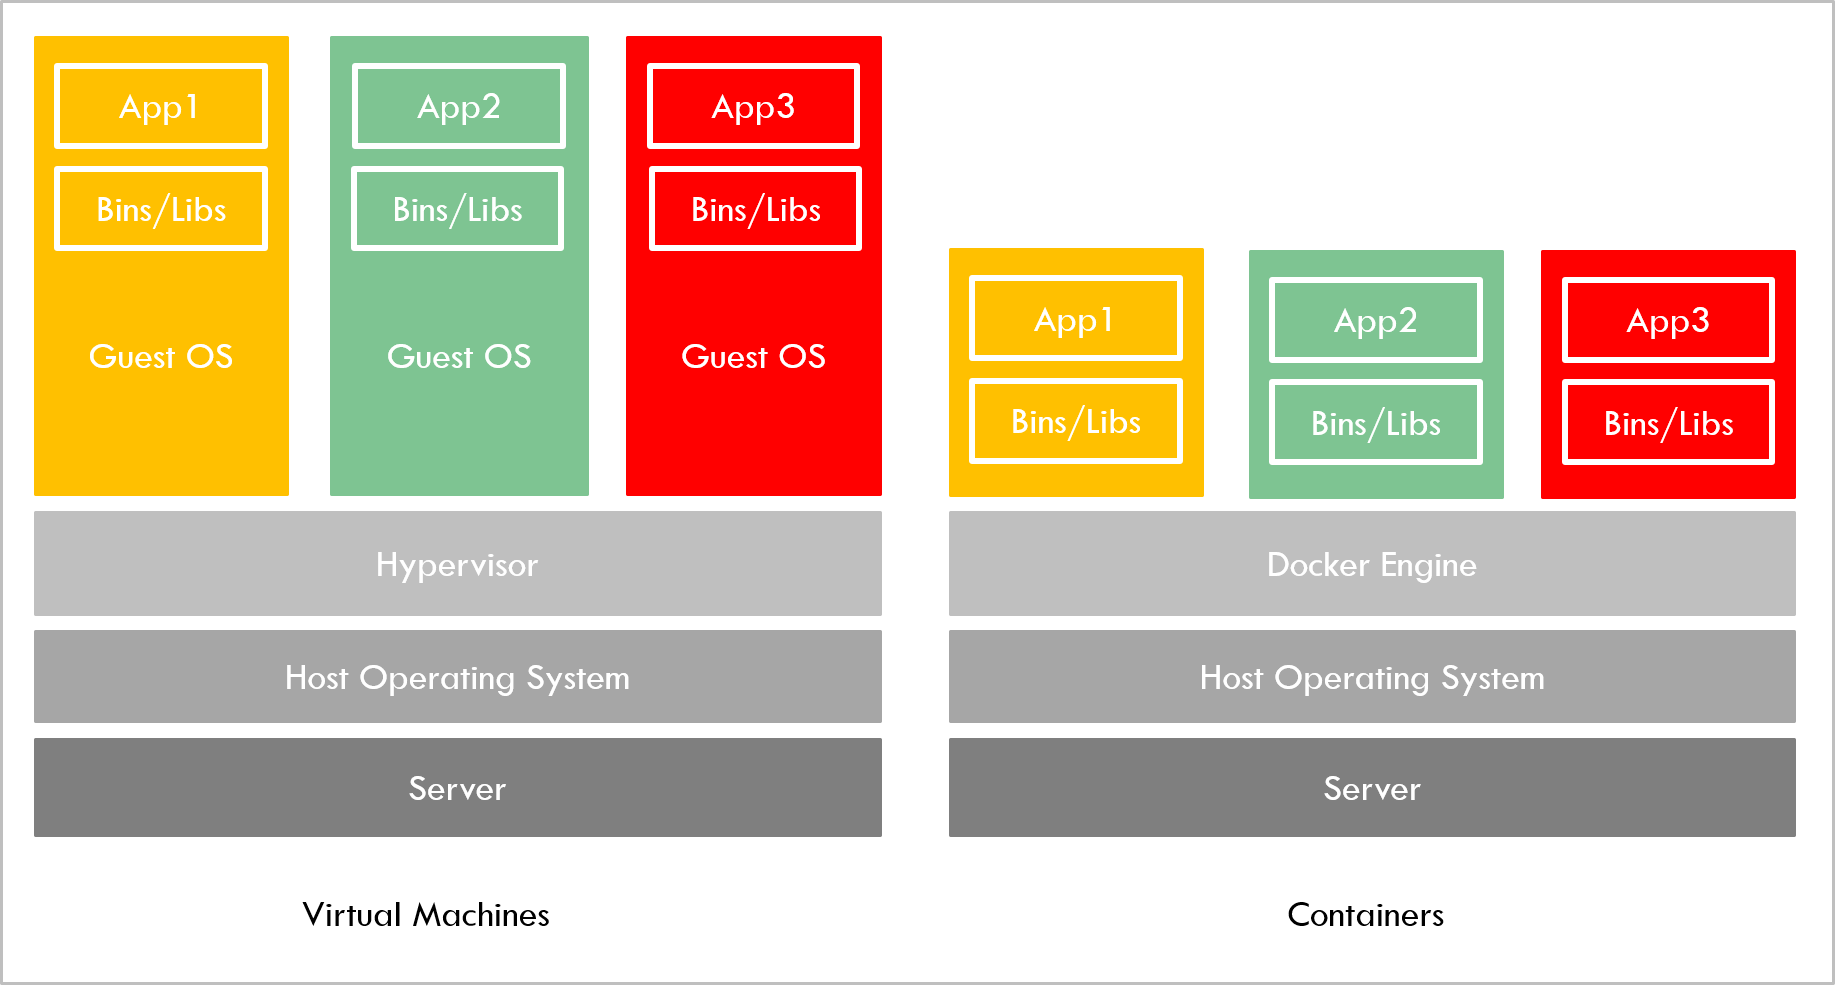 App1
Bins/Libs
Guest OS
App2
Bins/Libs
Guest OS
App3
Bins/Libs
Guest OS
Hypervisor
Host Operating System
Server
Virtual Machines
App1
Bins/Libs
App2
Bins/Libs
App3
Bins/Libs
Docker Engine
Host Operating System
Server
Containers